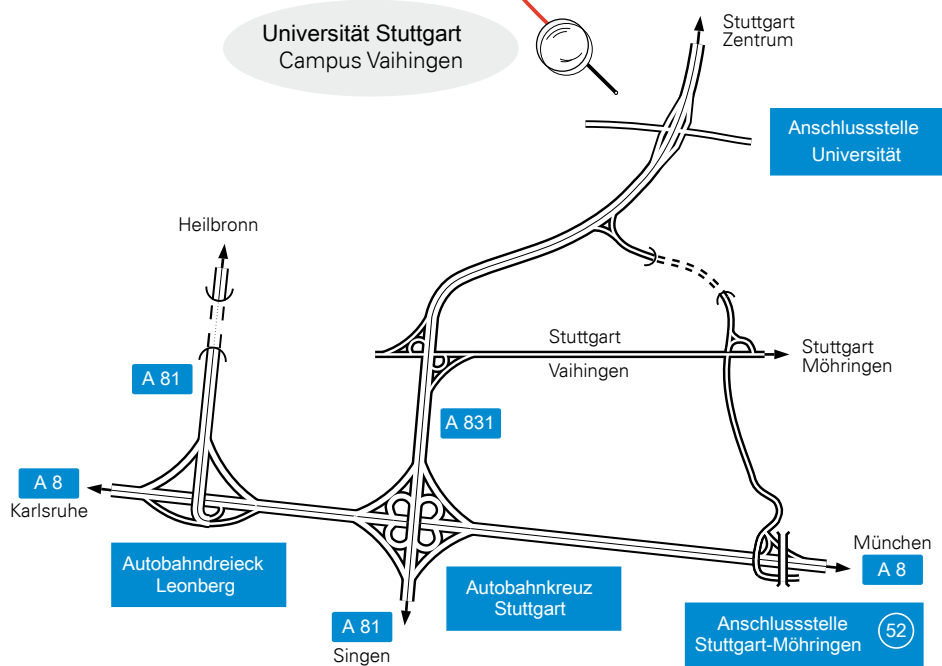 Universität Stuttgart
Campus Vaihingen
Stuttgart
Zentrum
Anschlussstelle
Universität
Heilbronn
A 81
Stuttgart
Vaihingen
Stuttgart
Möhringen
A 831
A 8
Karlsruhe
Autobahndreieck
Leonberg
Autobahnkreuz
Stuttgart
München
A 8
A 81
Singen
Anschlussstelle
Stuttgart-Möhringen 52